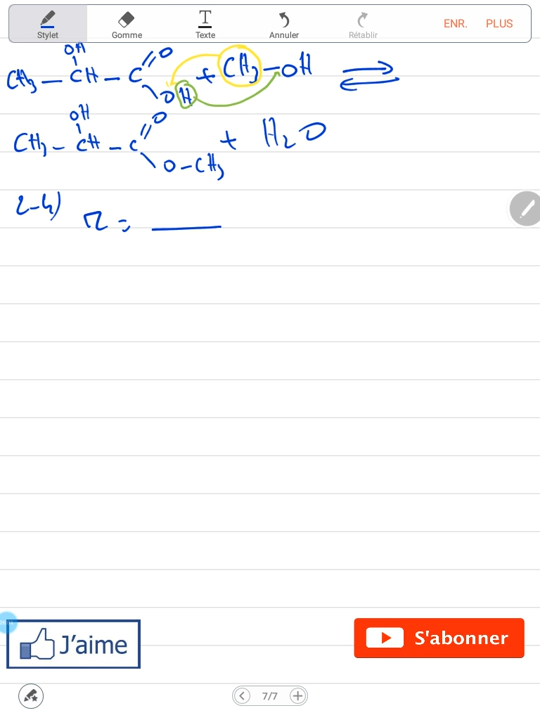 Stylet Gomme Texte Annuler Rétablir ENR. PLUS
OH
CH3 — CH — C =O + CH3 — OH ⇌
OH
OH
CH3 — CH — C =O + H2O
O — CH3
2-4) r = ____
J'aime
S'abonner
7/7